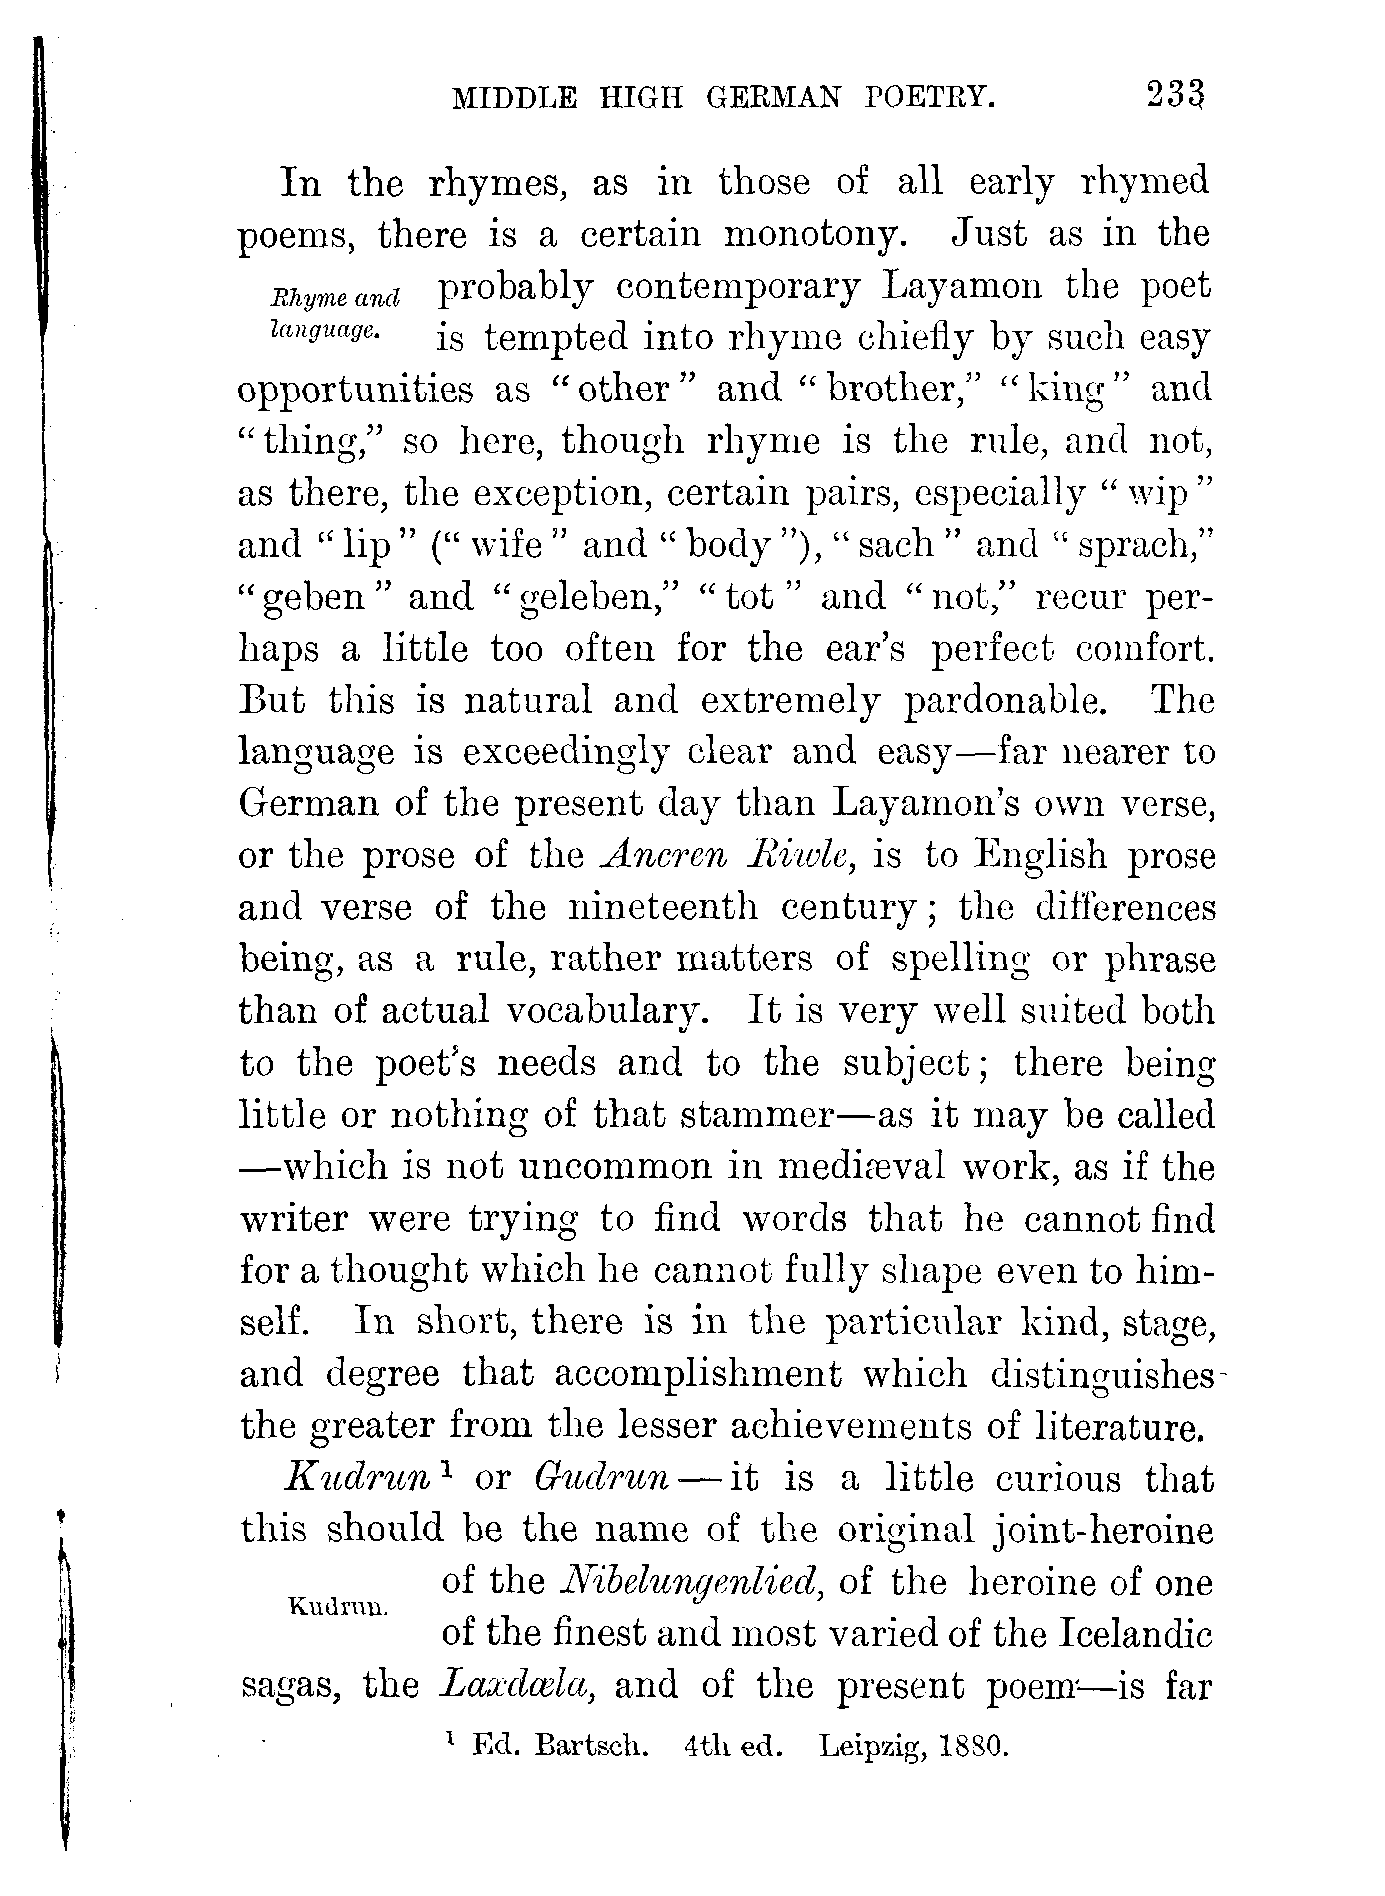 MIDDLE HIGH GERMAN POETRY. 233
In the rhymes, as in those of all early rhymed
poems, there is a certain monotony. Just as in the
Rhyme and
language.
probably contemporary Layamon the poet
is tempted into rhyme chiefly by such easy
opportunities as "other" and "brother," "king" and
"thing," so here, though rhyme is the rule, and not,
as there, the exception, certain pairs, especially "wip"
and "lip" ("wife" and "body"), "sach" and "sprach,"
"geben" and "geleben," "tot" and "not," recur per-
haps a little too often for the ear's perfect comfort.
But this is natural and extremely pardonable. The
language is exceedingly clear and easy—far nearer to
German of the present day than Layamon's own verse,
or the prose of the Ancren Riwle, is to English prose
and verse of the nineteenth century; the differences
being, as a rule, rather matters of spelling or phrase
than of actual vocabulary. It is very well suited both
to the poet's needs and to the subject; there being
little or nothing of that stammer—as it may be called
—which is not uncommon in mediæval work, as if the
writer were trying to find words that he cannot find
for a thought which he cannot fully shape even to him-
self. In short, there is in the particular kind, stage,
and degree that accomplishment which distinguishes
the greater from the lesser achievements of literature.
Kudrun¹ or Gudrun—it is a little curious that
this should be the name of the original joint-heroine
Kudrun.
of the Nibelungenlied, of the heroine of one
of the finest and most varied of the Icelandic
sagas, the Laxdœla, and of the present poem—is far
¹ Ed. Bartsch. 4th ed. Leipzig, 1880.